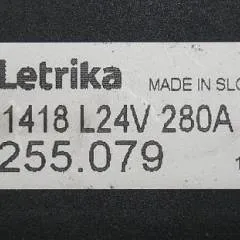 Letrika MADE IN SLO
1418 L24V 280A
255.079